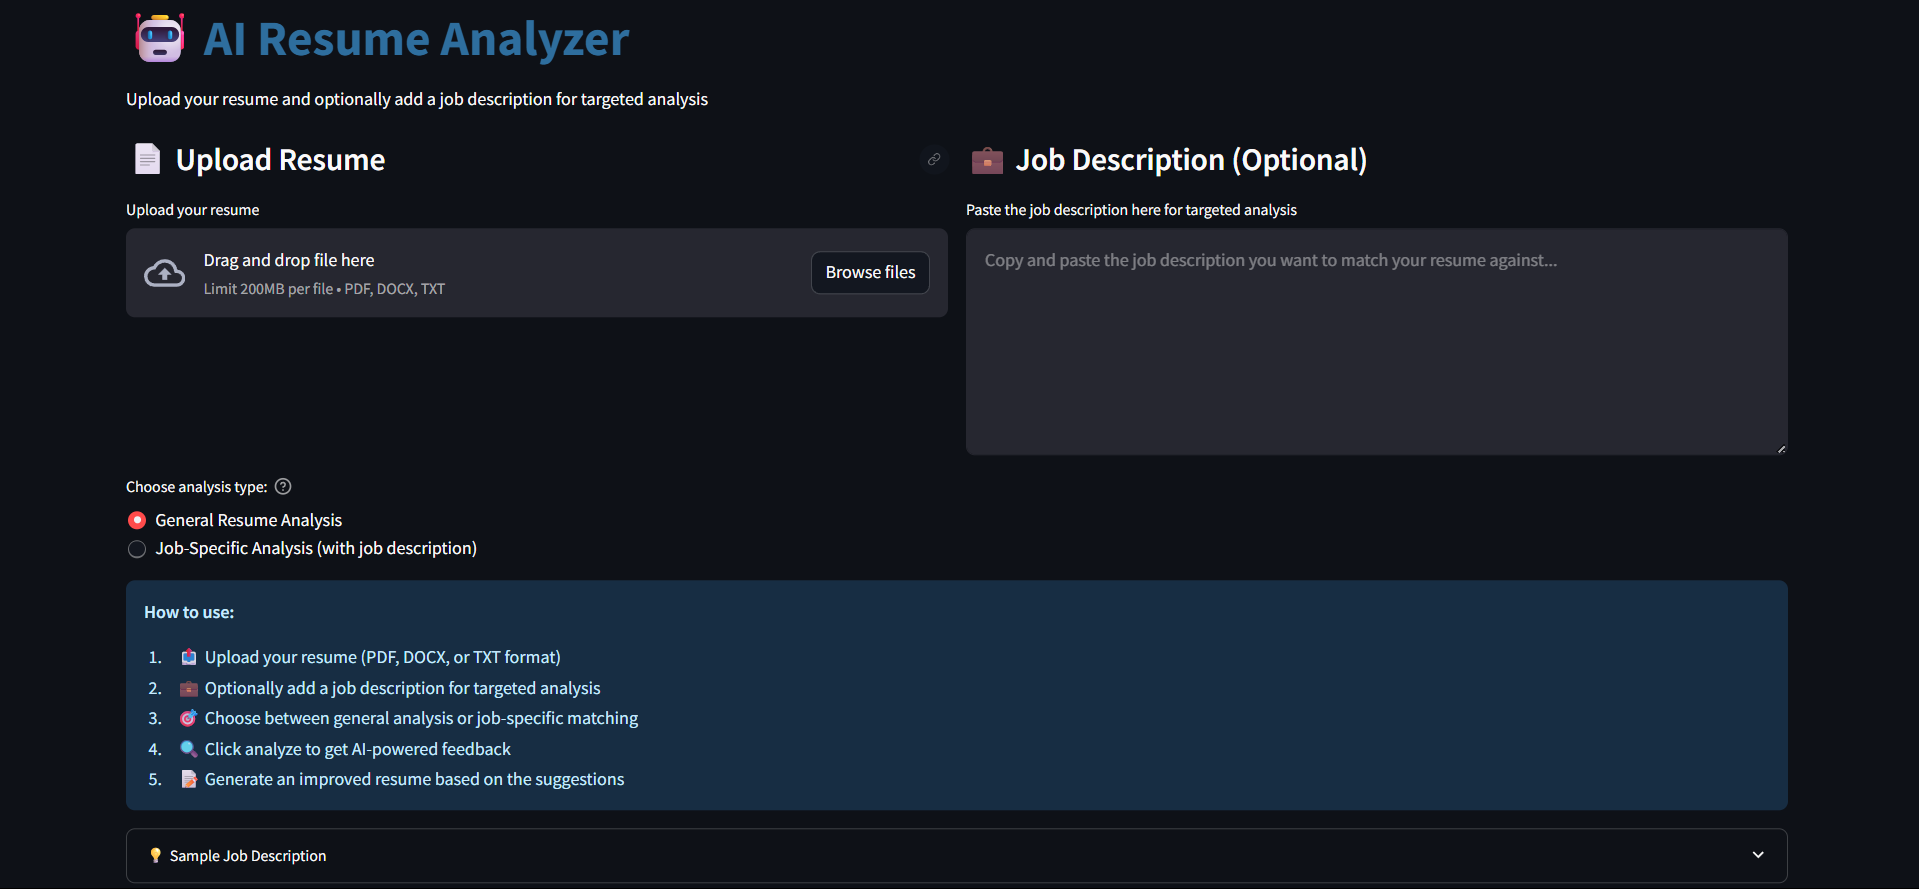 AI Resume Analyzer
Upload your resume and optionally add a job description for targeted analysis
Upload Resume
Upload your resume
Drag and drop file here
Limit 200MB per file • PDF, DOCX, TXT
Browse files
Job Description (Optional)
Paste the job description here for targeted analysis
Copy and paste the job description you want to match your resume against...
Choose analysis type:
General Resume Analysis
Job-Specific Analysis (with job description)
How to use:
1. Upload your resume (PDF, DOCX, or TXT format)
2. Optionally add a job description for targeted analysis
3. Choose between general analysis or job-specific matching
4. Click analyze to get AI-powered feedback
5. Generate an improved resume based on the suggestions
Sample Job Description